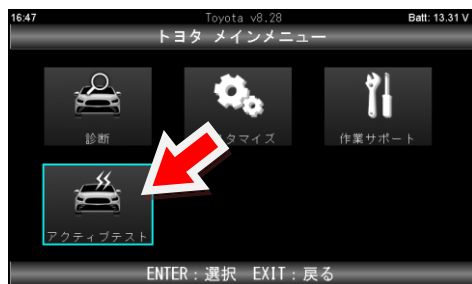 16:47 Toyota v8.28 Batt: 13.31 V
トヨタ メインメニュー
診断 スタマイズ 作業サポート
アクティブテスト
ENTER：選択 EXIT：戻る